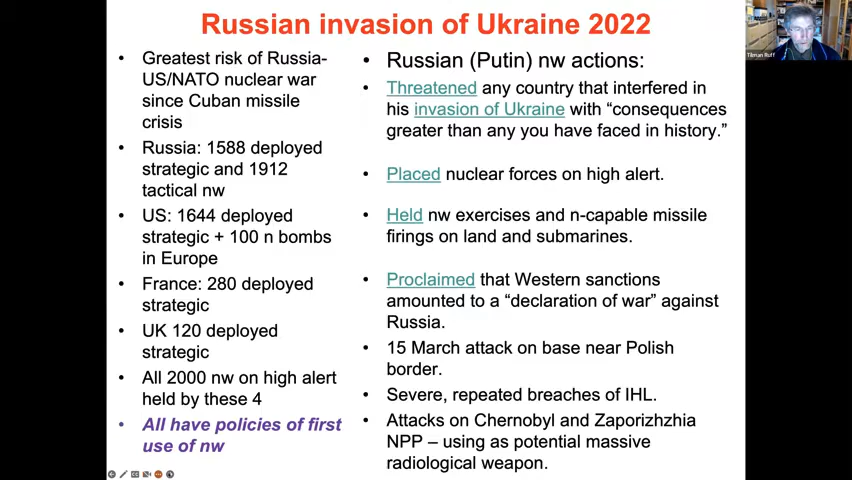 Russian invasion of Ukraine 2022
• Greatest risk of Russia-
US/NATO nuclear war
since Cuban missile
crisis
• Russia: 1588 deployed
strategic and 1912
tactical nw
• US: 1644 deployed
strategic + 100 n bombs
in Europe
• France: 280 deployed
strategic
• UK 120 deployed
strategic
• All 2000 nw on high alert
held by these 4
• All have policies of first
use of nw
• Russian (Putin) nw actions:
• Threatened any country that interfered in
his invasion of Ukraine with “consequences
greater than any you have faced in history.”
• Placed nuclear forces on high alert.
• Held nw exercises and n-capable missile
firings on land and submarines.
• Proclaimed that Western sanctions
amounted to a “declaration of war” against
Russia.
• 15 March attack on base near Polish
border.
• Severe, repeated breaches of IHL.
• Attacks on Chernobyl and Zaporizhzhia
NPP – using as potential massive
radiological weapon.
Tilman Ruff